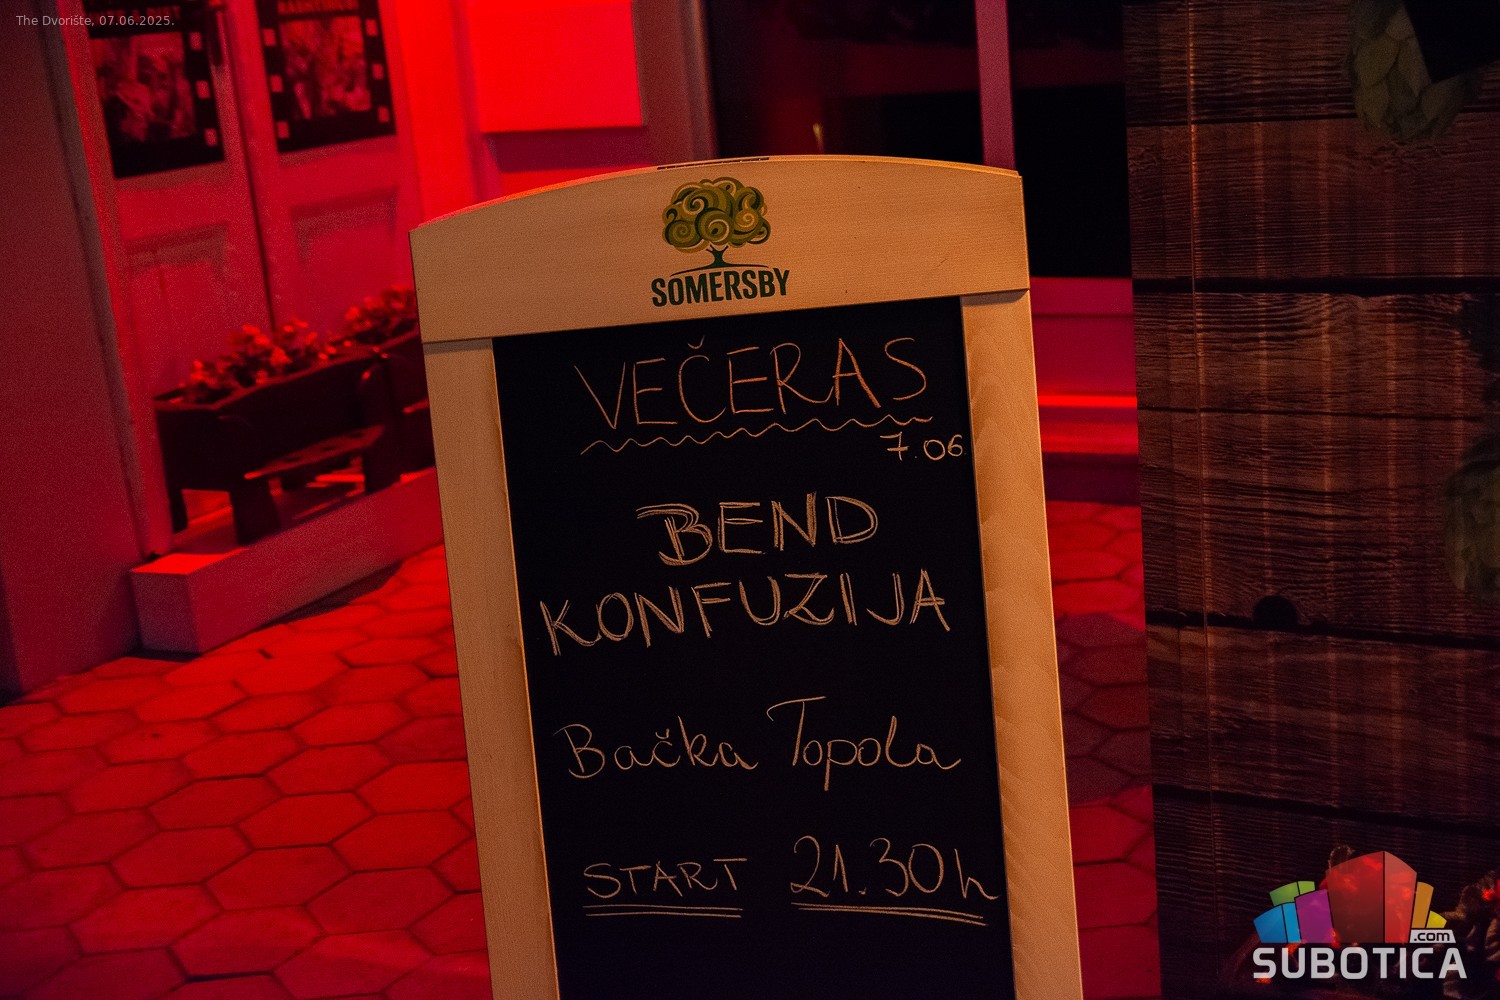 The Dvorište, 07.06.2025.
SOMERSBY
VEČERAS
7.06.
BEND
KONFUZIJA
Bačka Topola
START 21.30h
.com
SUBOTICA